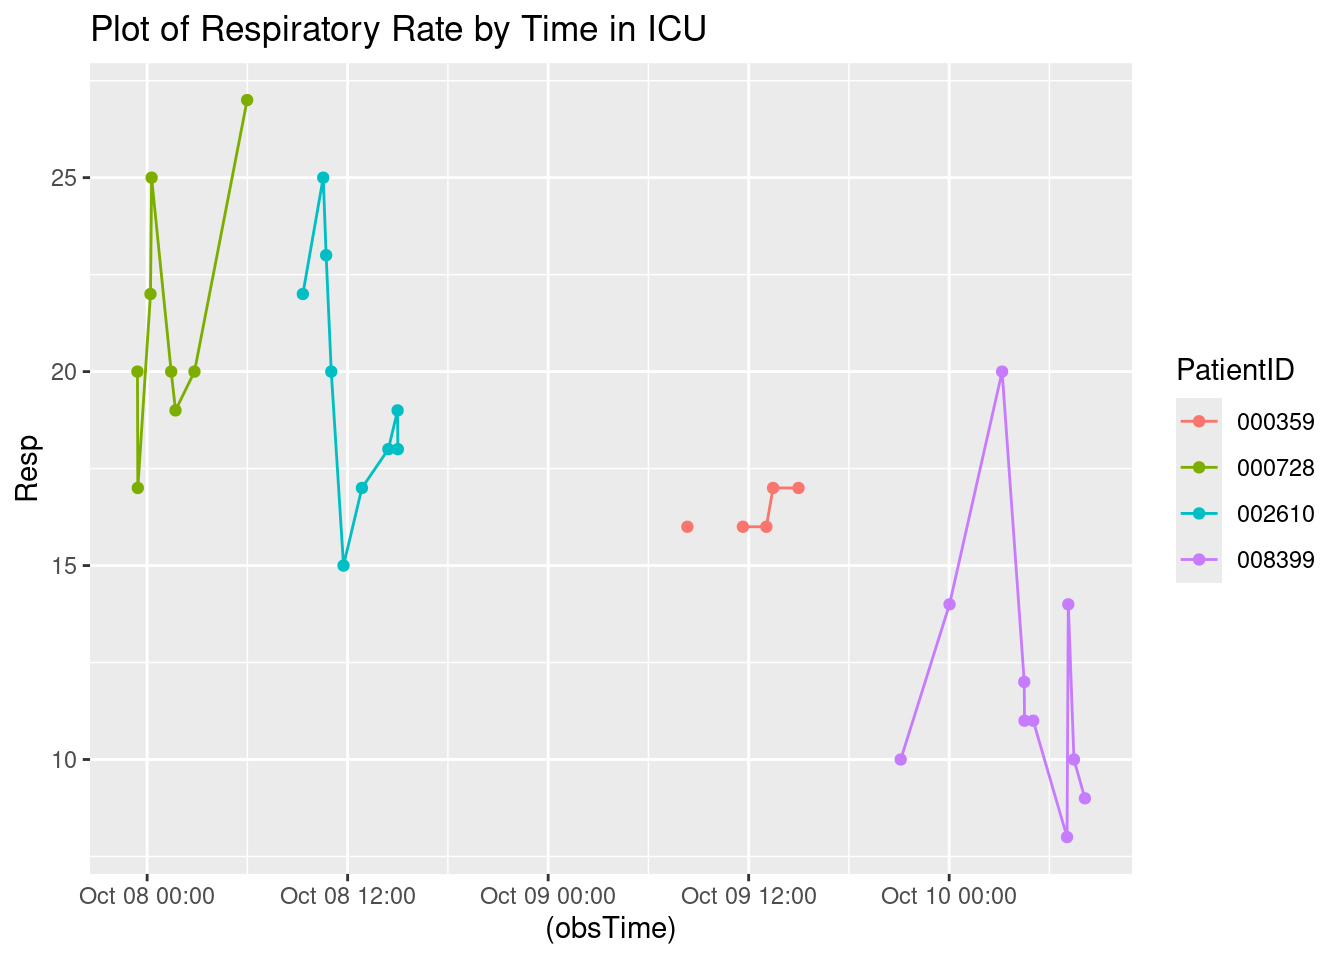 Plot of Respiratory Rate by Time in ICU
25
20
15
10
Resp
Oct 08 00:00 Oct 08 12:00 Oct 09 00:00 Oct 09 12:00 Oct 10 00:00
(obsTime)
PatientID
000359
000728
002610
008399